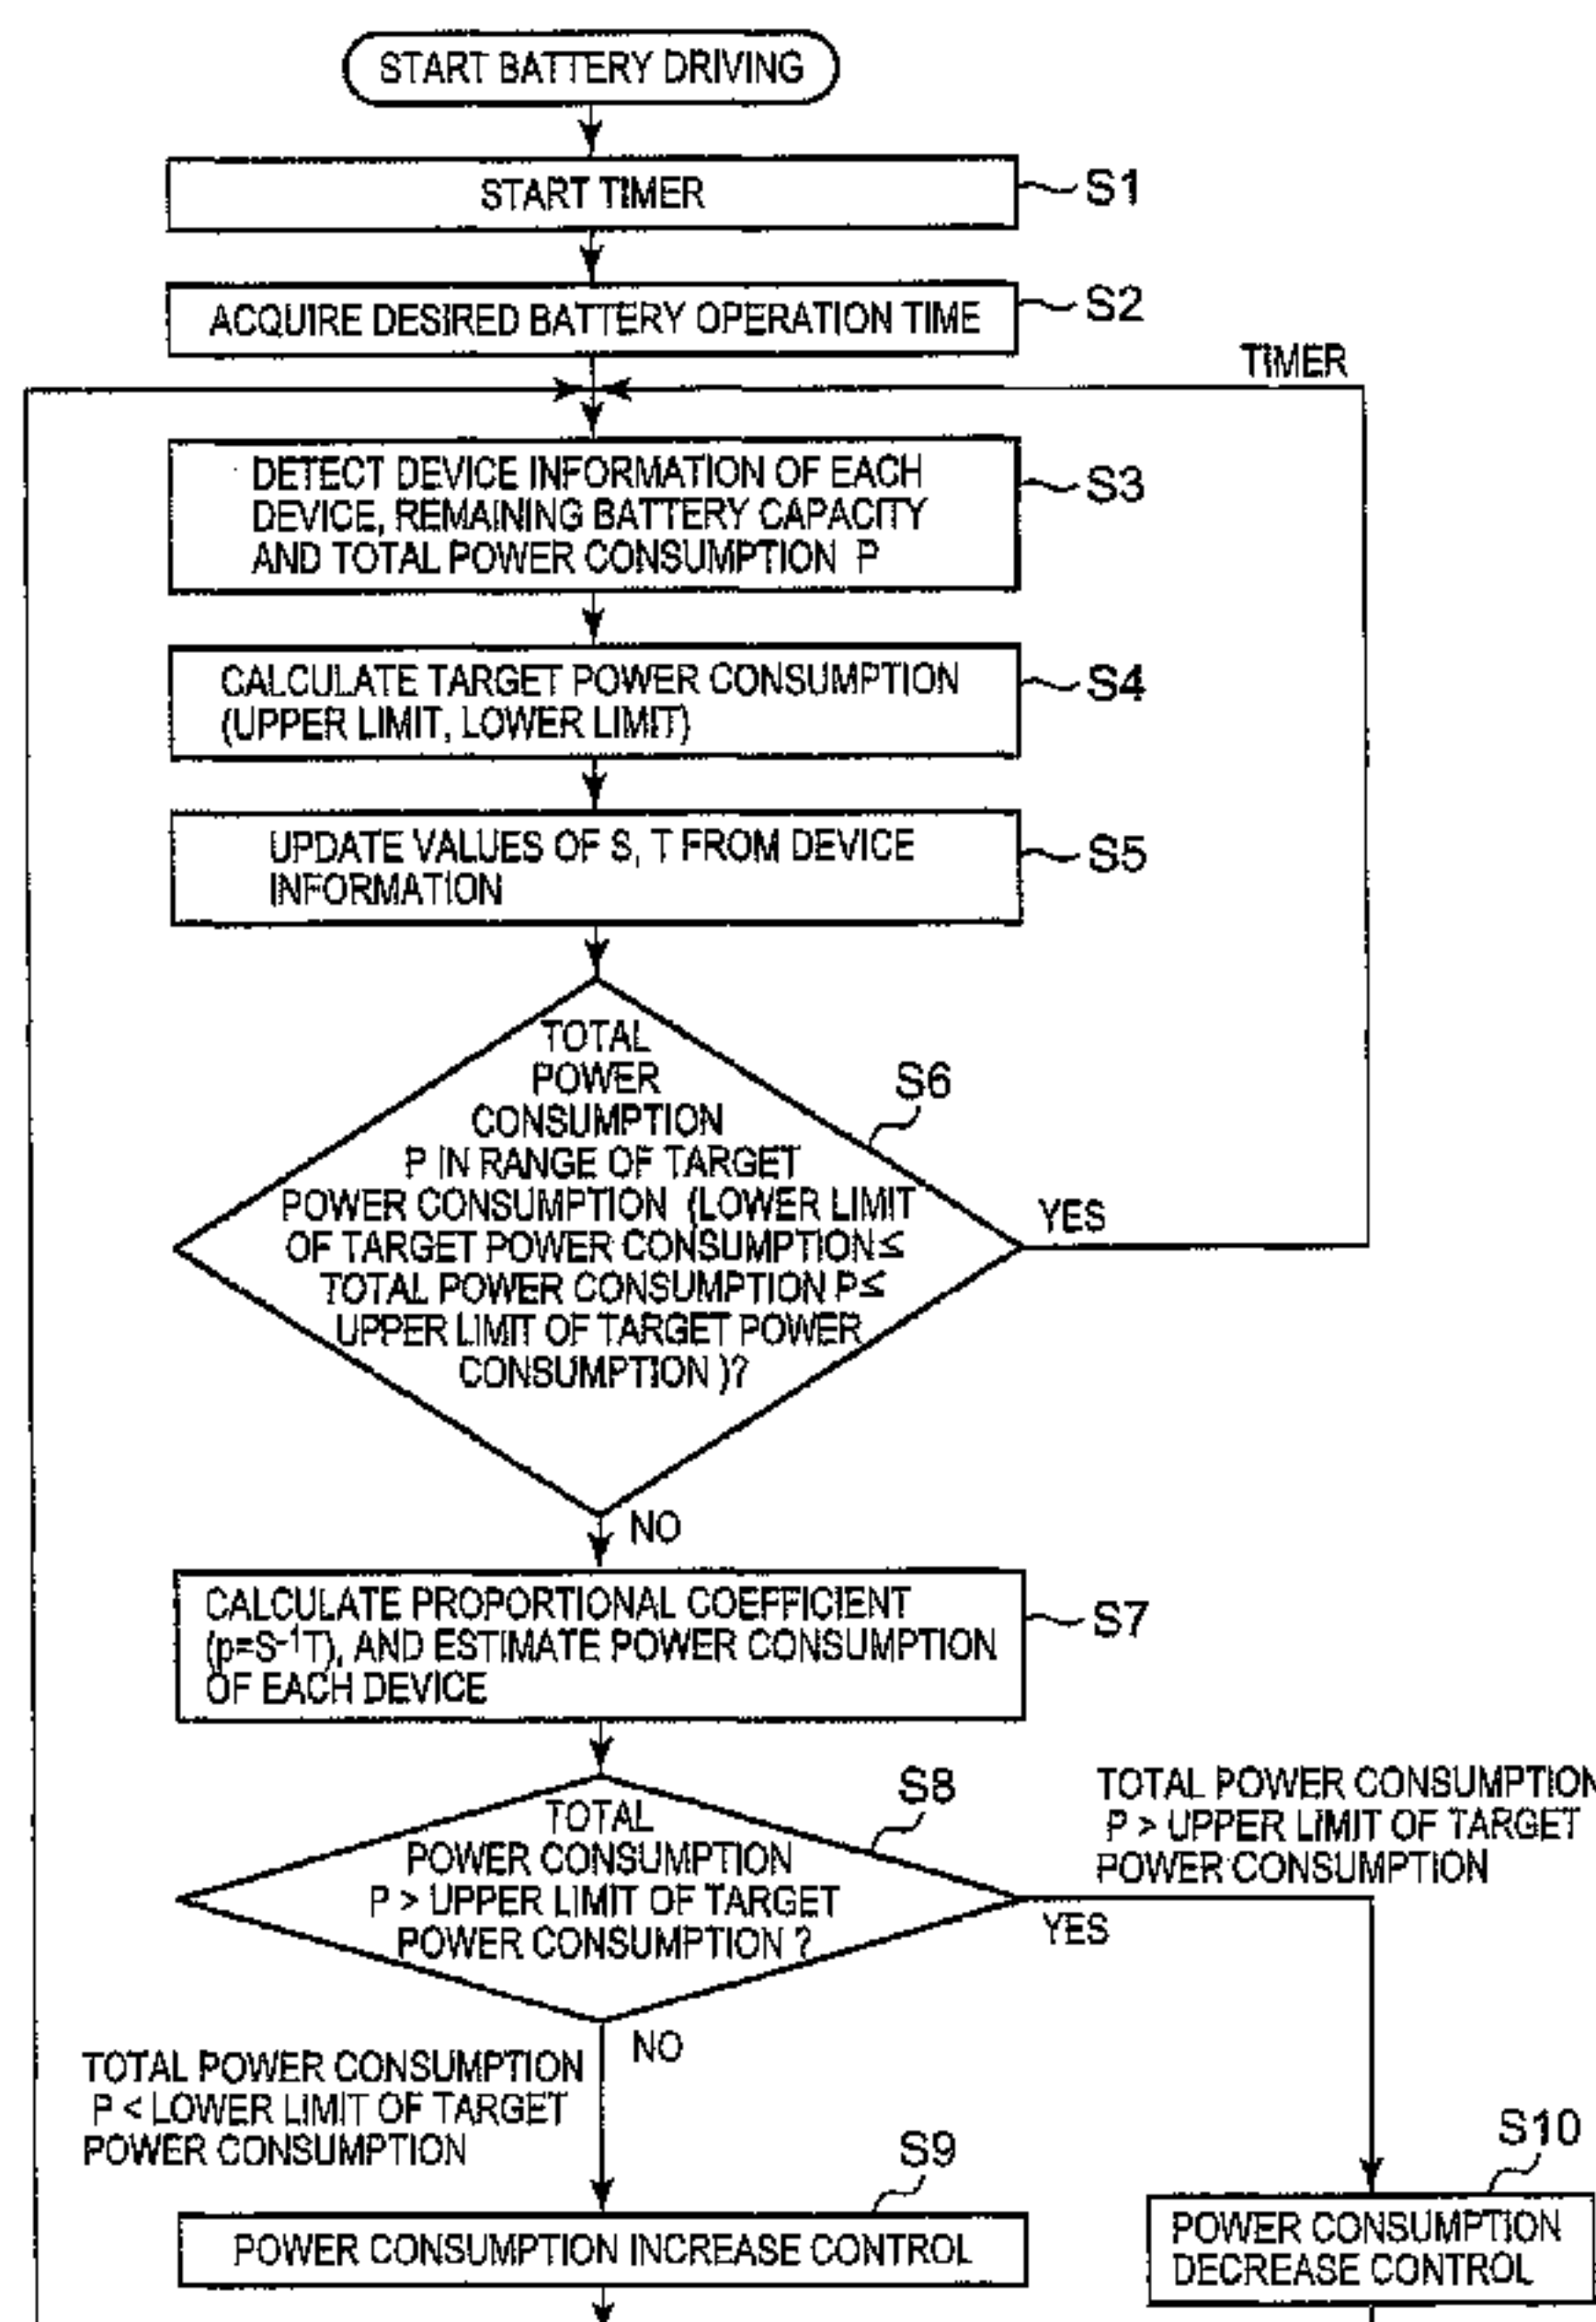 START BATTERY DRIVING
START TIMER
S1
ACQUIRE DESIRED BATTERY OPERATION TIME
S2
TIMER
DETECT DEVICE INFORMATION OF EACH
DEVICE, REMAINING BATTERY CAPACITY
AND TOTAL POWER CONSUMPTION P
S3
CALCULATE TARGET POWER CONSUMPTION
(UPPER LIMIT, LOWER LIMIT)
S4
UPDATE VALUES OF S, T FROM DEVICE
INFORMATION
S5
TOTAL
POWER
CONSUMPTION
P IN RANGE OF TARGET
POWER CONSUMPTION (LOWER LIMIT
OF TARGET POWER CONSUMPTION≤
TOTAL POWER CONSUMPTION P≤
UPPER LIMIT OF TARGET POWER
CONSUMPTION )?
S6
YES
NO
CALCULATE PROPORTIONAL COEFFICIENT
(p=S⁻¹T), AND ESTIMATE POWER CONSUMPTION
OF EACH DEVICE
S7
TOTAL
POWER CONSUMPTION
P > UPPER LIMIT OF TARGET
POWER CONSUMPTION ?
S8
TOTAL POWER CONSUMPTION
P > UPPER LIMIT OF TARGET
POWER CONSUMPTION
YES
NO
TOTAL POWER CONSUMPTION
P < LOWER LIMIT OF TARGET
POWER CONSUMPTION
S9
POWER CONSUMPTION INCREASE CONTROL
S10
POWER CONSUMPTION
DECREASE CONTROL